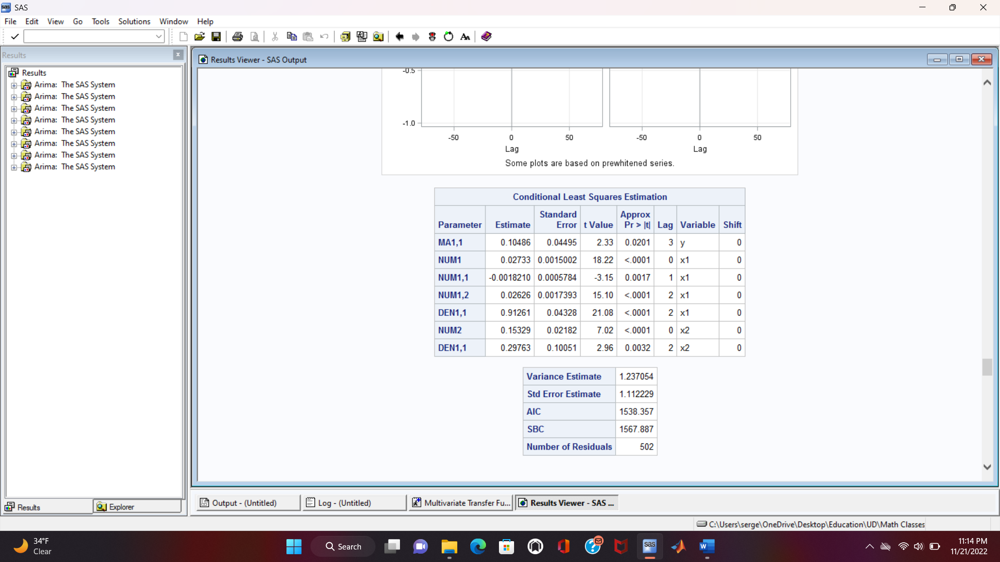 SAS
File Edit View Go Tools Solutions Window Help
Results
Results
Arima: The SAS System
Arima: The SAS System
Arima: The SAS System
Arima: The SAS System
Arima: The SAS System
Arima: The SAS System
Arima: The SAS System
Arima: The SAS System
Results Explorer
Results Viewer - SAS Output
-0.5
-1.0
-50 0 50 -50 0 50
Lag Lag
Some plots are based on prewhitened series.
Conditional Least Squares Estimation
Parameter Estimate Standard Error t Value Approx Pr > |t| Lag Variable Shift
MA1,1 0.10486 0.04495 2.33 0.0201 3 y 0
NUM1 0.02733 0.0015002 18.22 <.0001 0 x1 0
NUM1,1 -0.0018210 0.0005784 -3.15 0.0017 1 x1 0
NUM1,2 0.02626 0.0017393 15.10 <.0001 2 x1 0
DEN1,1 0.91261 0.04328 21.08 <.0001 2 x1 0
NUM2 0.15329 0.02182 7.02 <.0001 0 x2 0
DEN1,1 0.29763 0.10051 2.96 0.0032 2 x2 0
Variance Estimate 1.237054
Std Error Estimate 1.112229
AIC 1538.357
SBC 1567.887
Number of Residuals 502
Output - (Untitled) Log - (Untitled) Multivariate Transfer Fu... Results Viewer - SAS ...
C:\Users\serge\OneDrive\Desktop\Education\UD\Math Classes
34°F
Clear
Search
sas
11:14 PM
11/21/2022